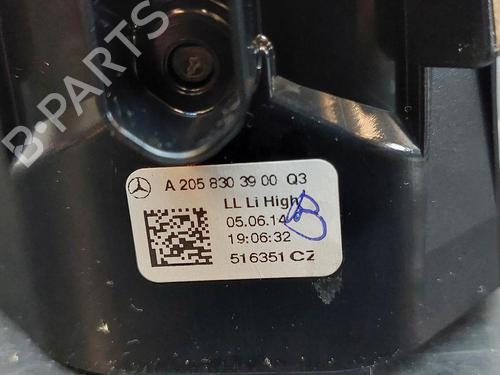 B-PARTS
A 205 830 39 00 Q3
LL Li High
05.06.14
19:06:32
516351 CZ